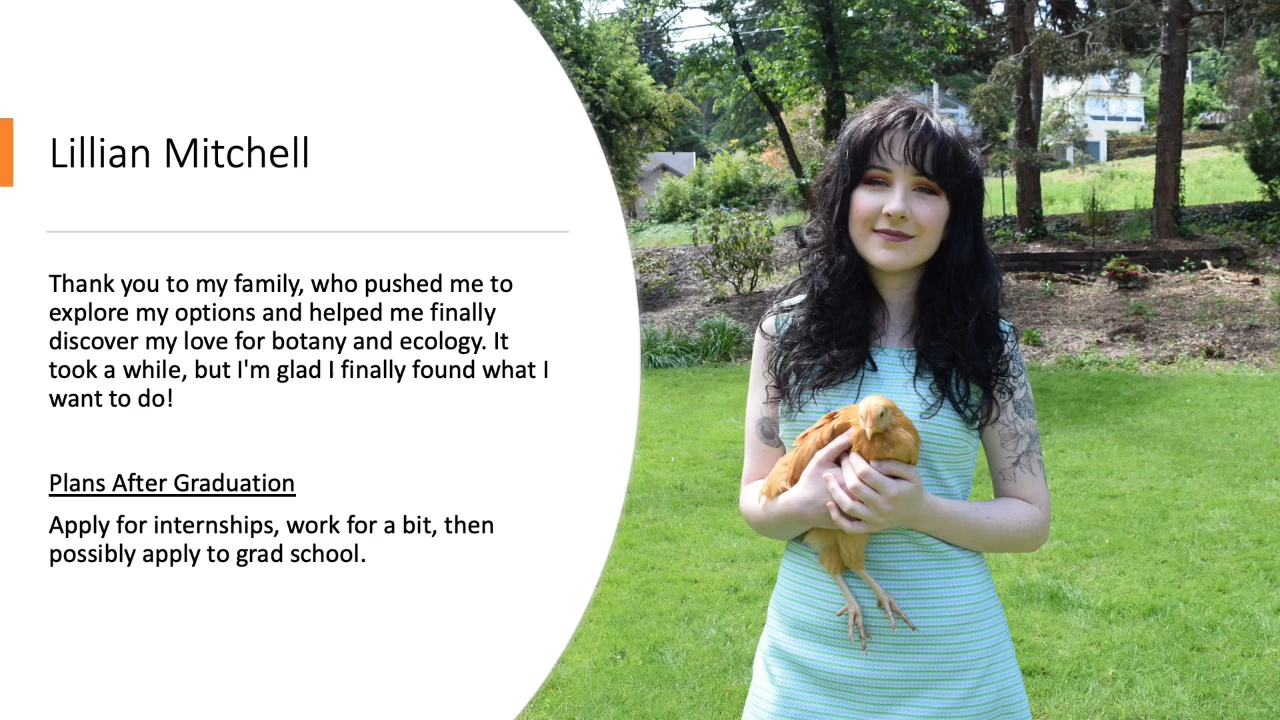 Lillian Mitchell
Thank you to my family, who pushed me to
explore my options and helped me finally
discover my love for botany and ecology. It
took a while, but I'm glad I finally found what I
want to do!
Plans After Graduation
Apply for internships, work for a bit, then
possibly apply to grad school.